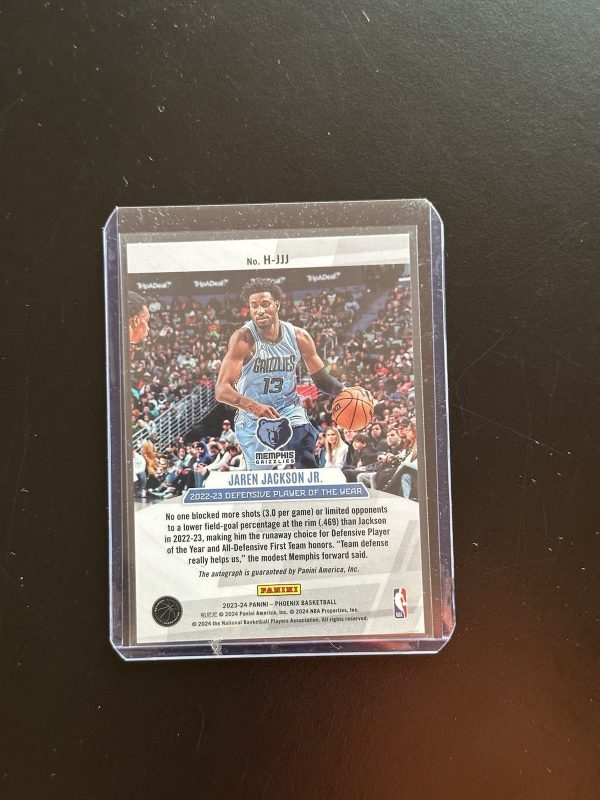 No. H-JJJ
TripADeal
TripADeal
TripADeal
GRIZZLIES
13
MEMPHIS
GRIZZLIES
JAREN JACKSON JR.
2022-23 DEFENSIVE PLAYER OF THE YEAR
No one blocked more shots (3.0 per game) or limited opponents
to a lower field-goal percentage at the rim (.469) than Jackson
in 2022-23, making him the runaway choice for Defensive Player
of the Year and All-Defensive First Team honors. “Team defense
really helps us,” the modest Memphis forward said.
The autograph is guaranteed by Panini America, Inc.
PANINI
2023-24 PANINI – PHOENIX BASKETBALL
帕尼尼 © 2024 Panini America, Inc. © 2024 NBA Properties, Inc.
© 2024 the National Basketball Players Association. All rights reserved.
NBA